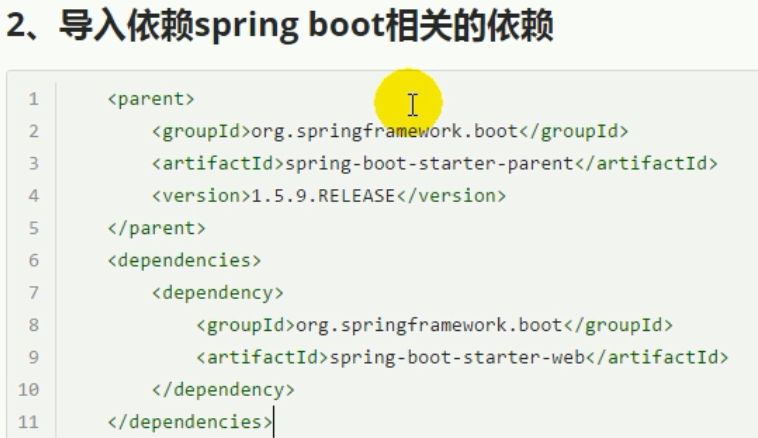 2、导入依赖spring boot相关的依赖
1 <parent>
2 <groupId>org.springframework.boot</groupId>
3 <artifactId>spring-boot-starter-parent</artifactId>
4 <version>1.5.9.RELEASE</version>
5 </parent>
6 <dependencies>
7 <dependency>
8 <groupId>org.springframework.boot</groupId>
9 <artifactId>spring-boot-starter-web</artifactId>
10 </dependency>
11 </dependencies>